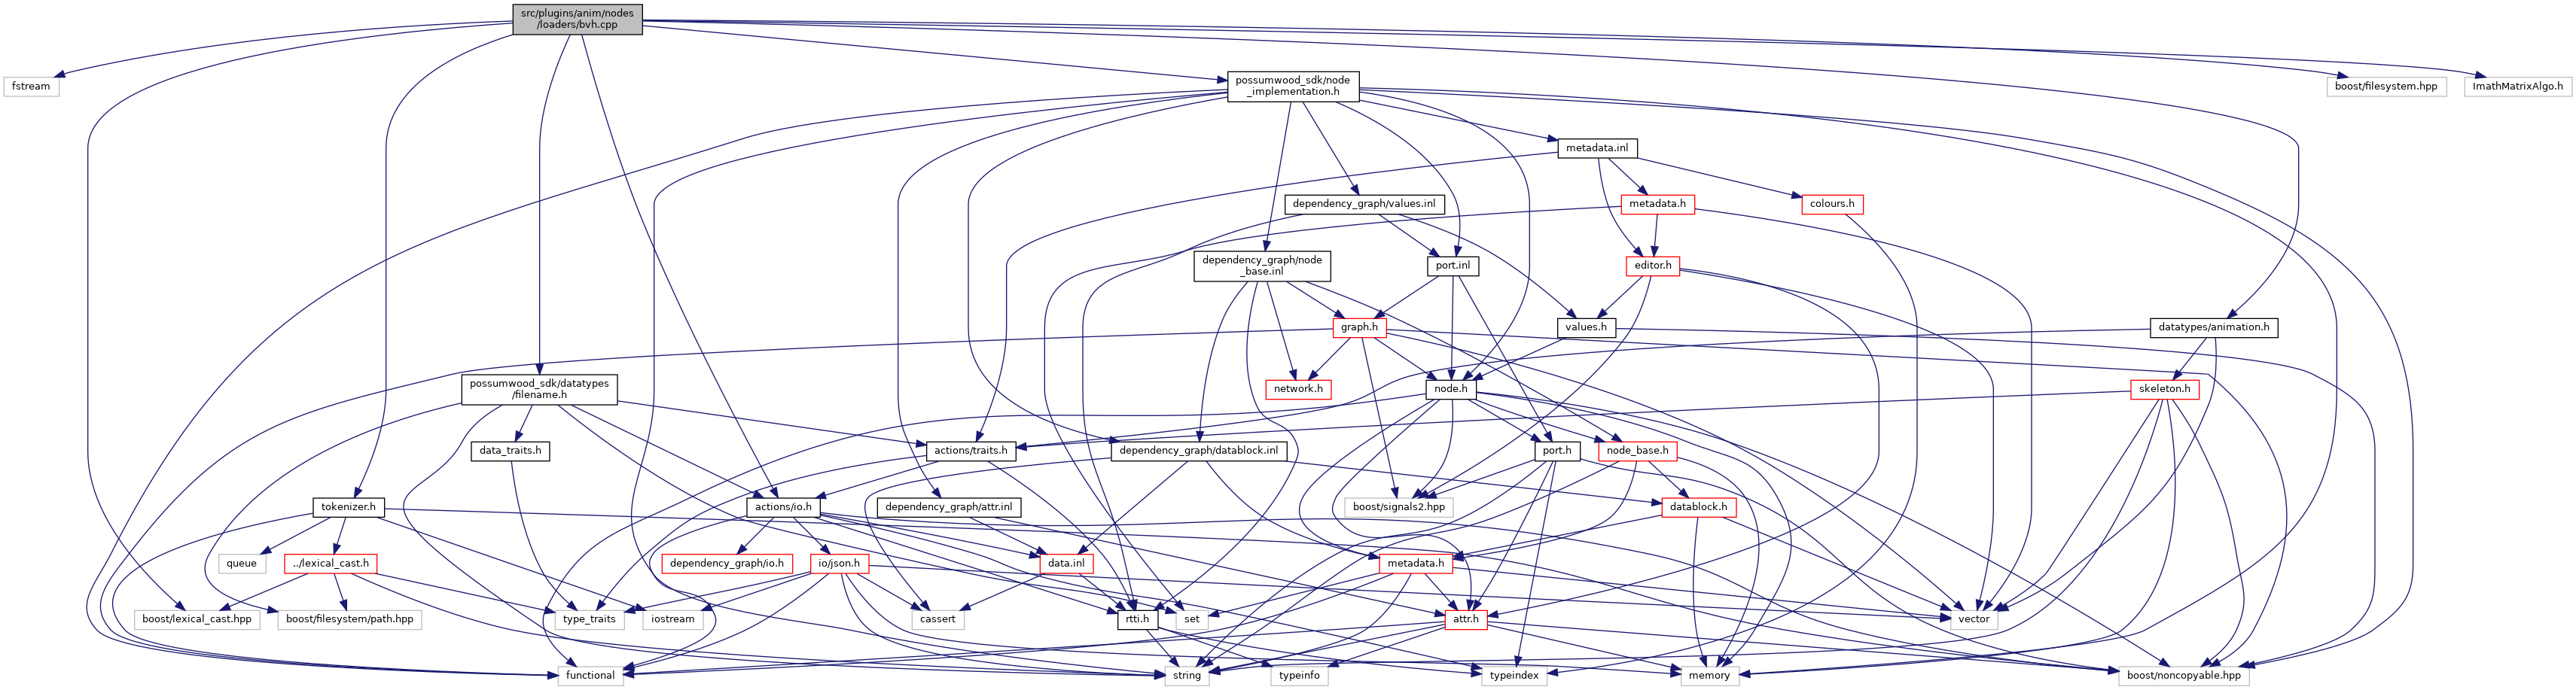 src/plugins/anim/nodes
/loaders/bvh.cpp
fstream
possumwood_sdk/node
_implementation.h
boost/filesystem.hpp
ImathMatrixAlgo.h
metadata.inl
dependency_graph/values.inl
metadata.h
colours.h
dependency_graph/node
_base.inl
port.inl
editor.h
graph.h
values.h
datatypes/animation.h
possumwood_sdk/datatypes
/filename.h
network.h
node.h
skeleton.h
data_traits.h
actions/traits.h
dependency_graph/datablock.inl
port.h
node_base.h
tokenizer.h
actions/io.h
dependency_graph/attr.inl
boost/signals2.hpp
datablock.h
queue
../lexical_cast.h
dependency_graph/io.h
io/json.h
data.inl
metadata.h
boost/lexical_cast.hpp
boost/filesystem/path.hpp
type_traits
iostream
cassert
rtti.h
set
attr.h
vector
functional
string
typeinfo
typeindex
memory
boost/noncopyable.hpp